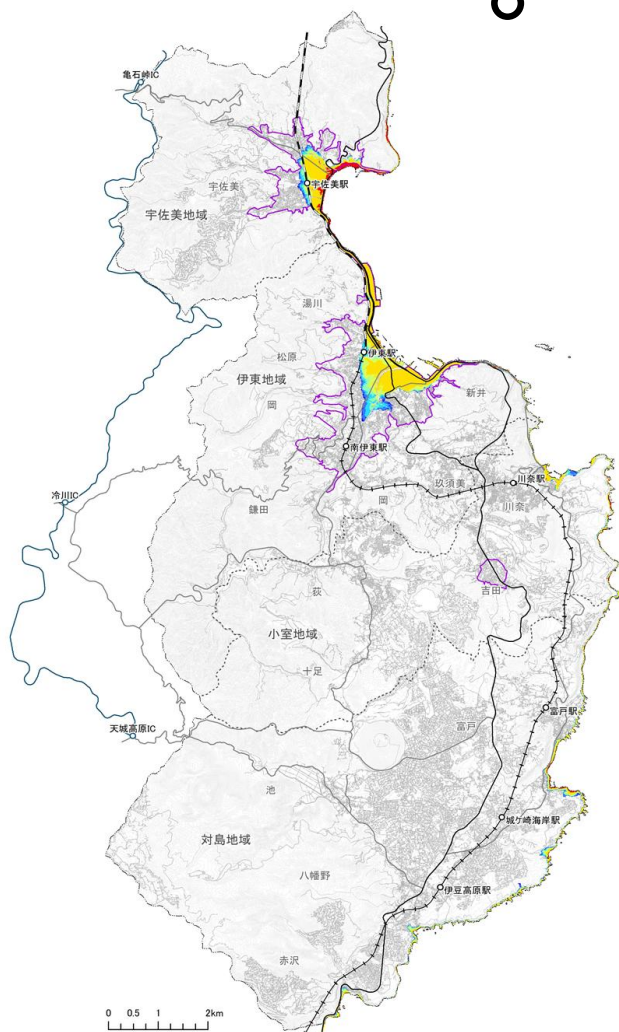 亀石峠IC
宇佐美駅
宇佐美
宇佐美地域
湯川
伊東駅
松原
伊東地域
新井
岡
南伊東駅
川奈駅
玖須美
冷川IC
岡
川奈
鎌田
荻
吉田
小室地域
十足
富戸駅
富戸
天城高原IC
池
城ケ崎海岸駅
対島地域
八幡野
伊豆高原駅
赤沢
0 0.5 1 2km